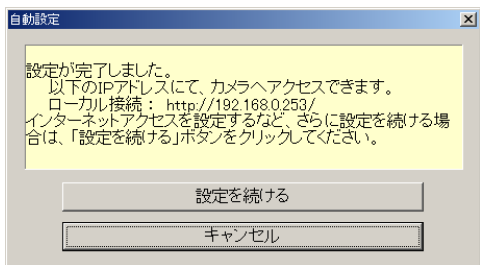 自動設定
設定が完了しました。
以下のIPアドレスにて、カメラへアクセスできます。
ローカル接続： http://192.168.0.253/
インターネットアクセスを設定するなど、さらに設定を続ける場
合は、「設定を続ける」ボタンをクリックしてください。
設定を続ける
キャンセル